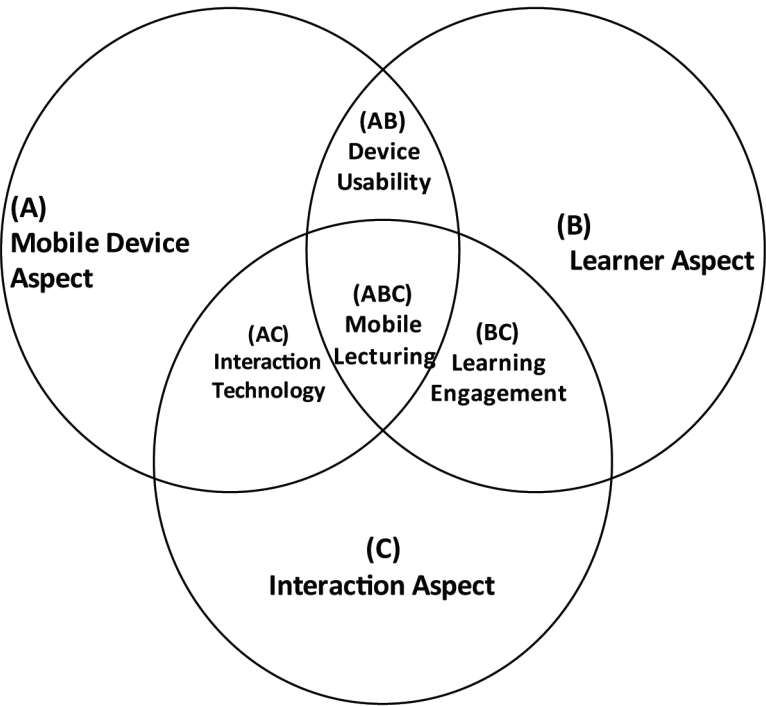 (AB)
Device
Usability
(A)
Mobile Device
Aspect
(B)
Learner Aspect
(ABC)
Mobile
Lecturing
(AC)
Interaction
Technology
(BC)
Learning
Engagement
(C)
Interaction Aspect